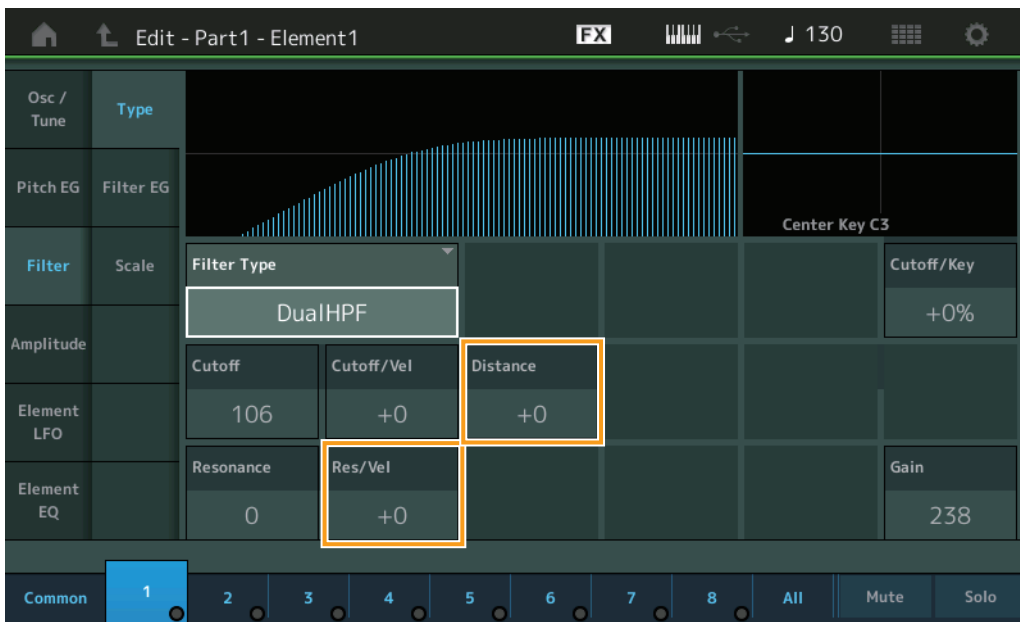 Edit - Part1 - Element1 FX ♩ 130
Osc /
Tune
Type
Pitch EG
Filter EG
Center Key C3
Filter
Scale
Filter Type
DualHPF
Cutoff/Key
+0%
Amplitude
Cutoff Cutoff/Vel Distance
106 +0 +0
Element
LFO
Resonance Res/Vel Gain
0 +0 238
Element
EQ
Common 1 2 3 4 5 6 7 8 All Mute Solo